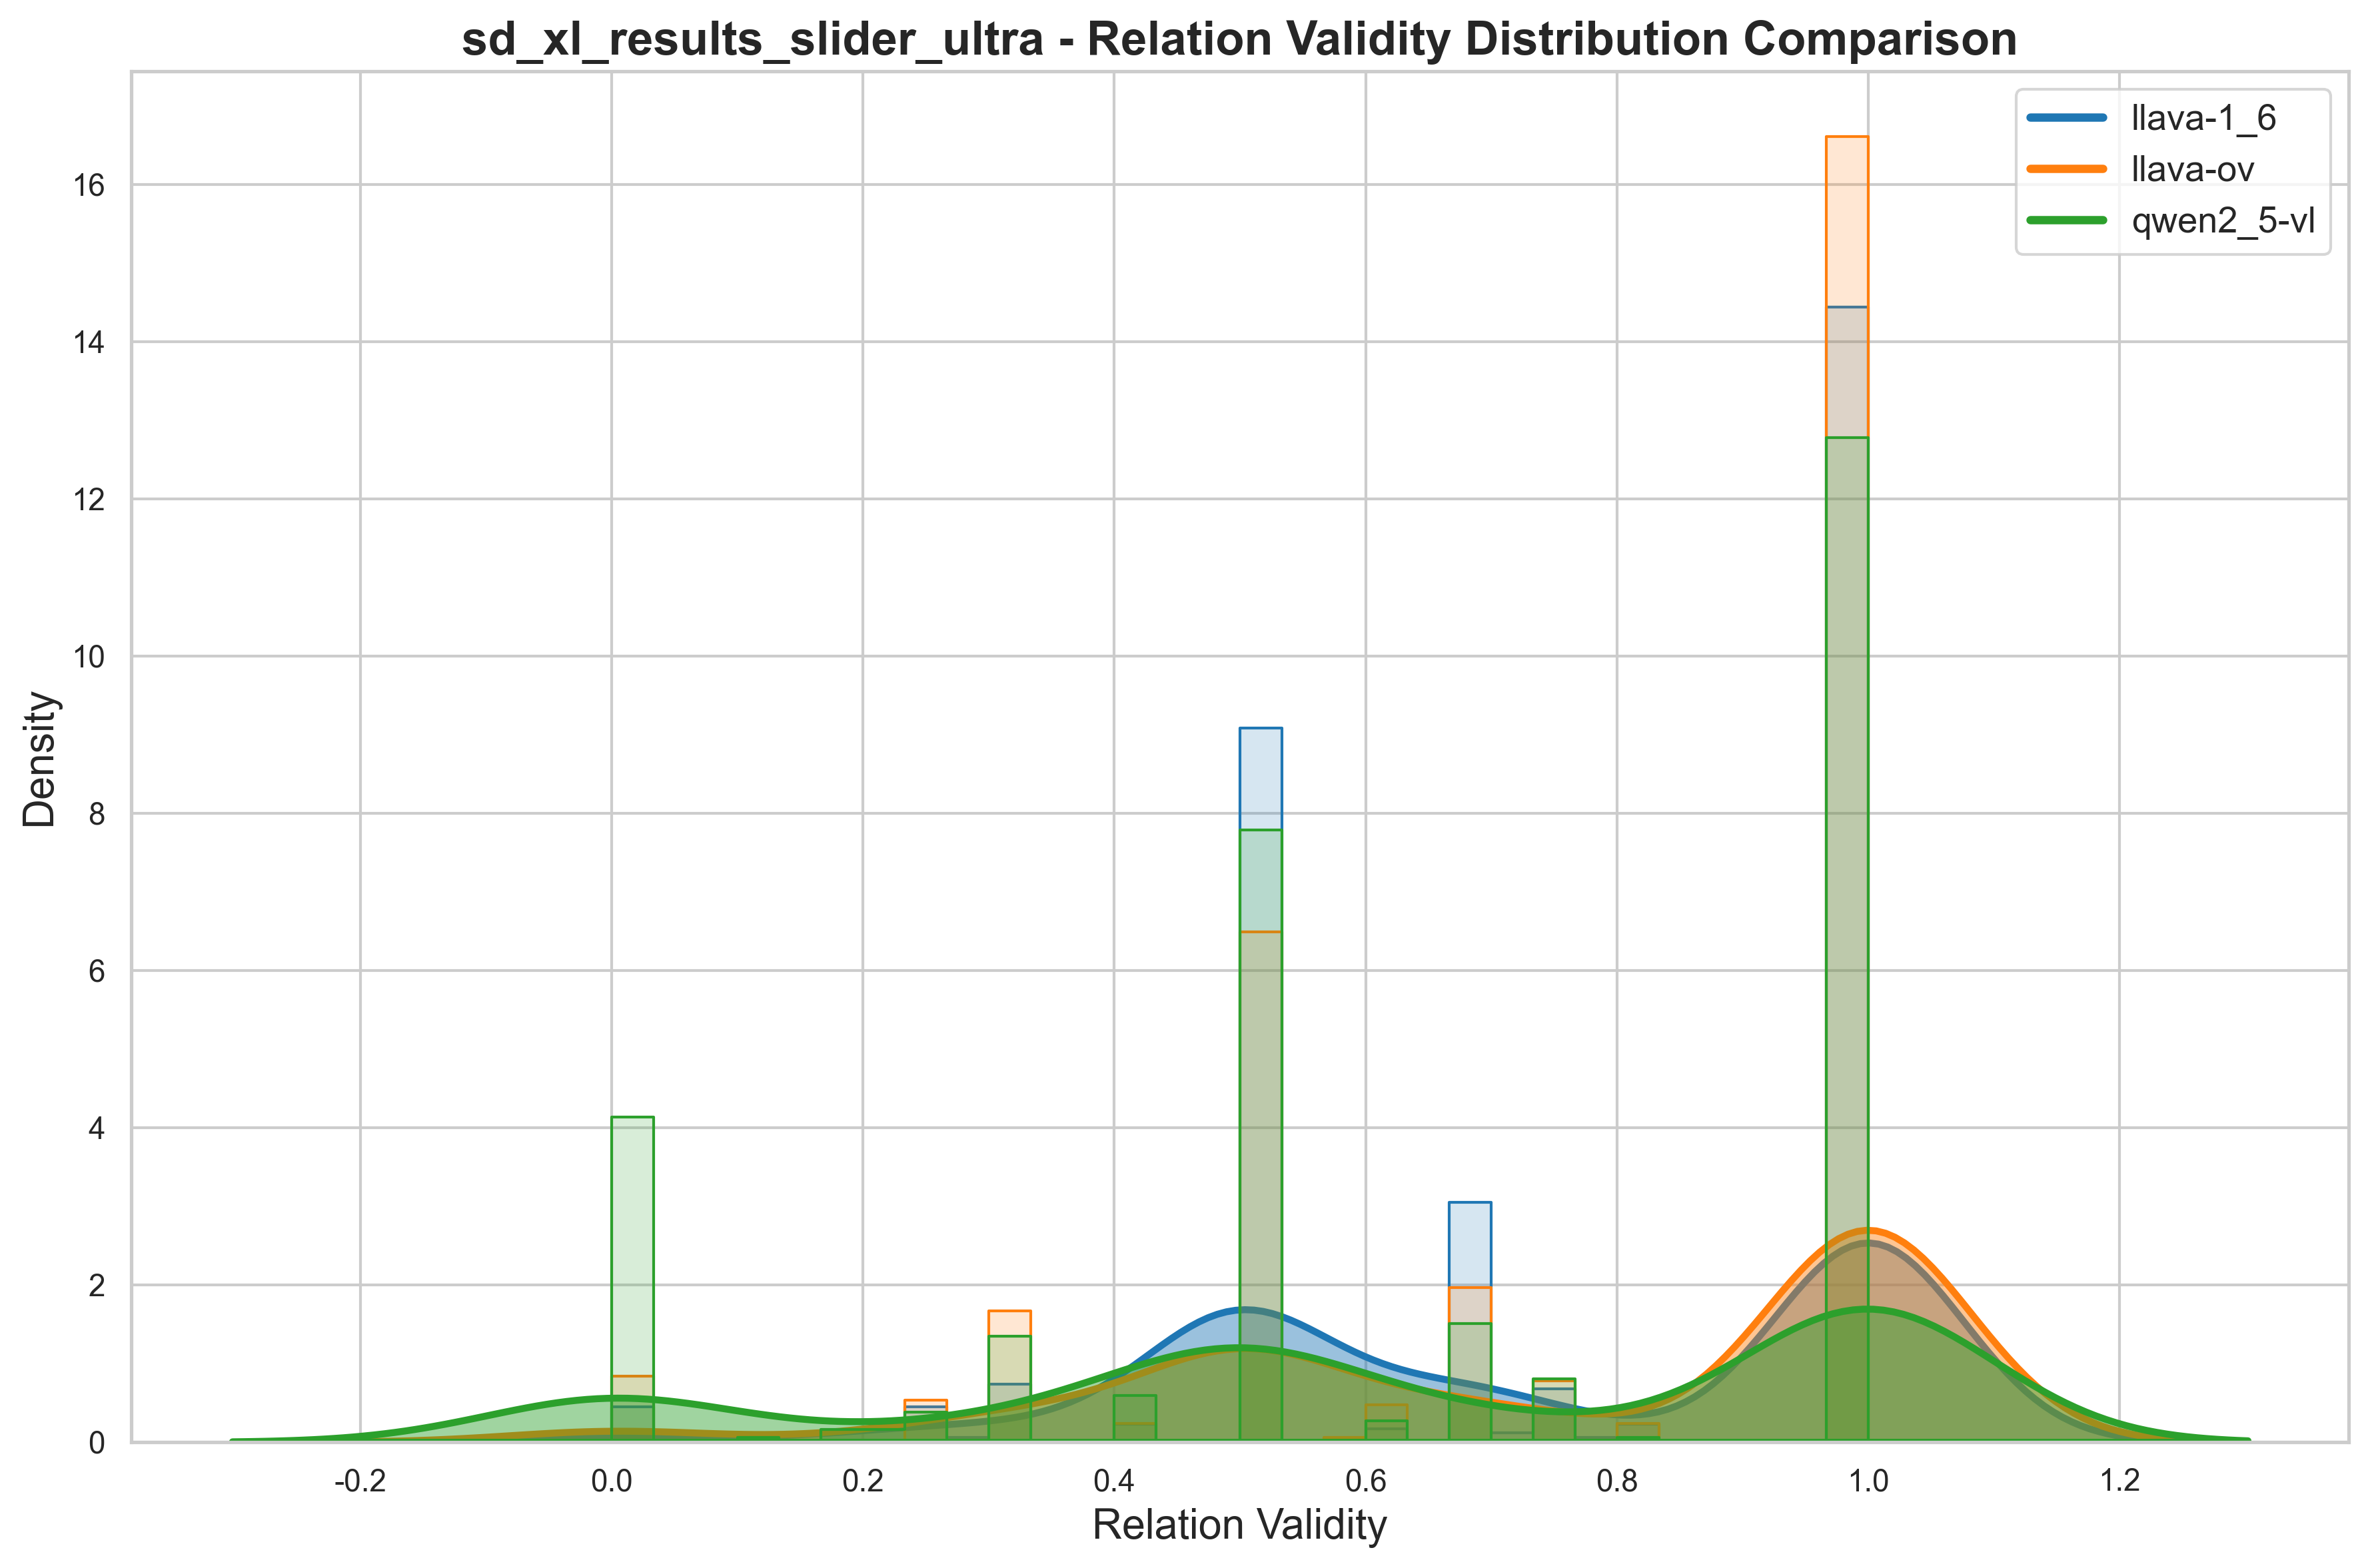 sd_xl_results_slider_ultra - Relation Validity Distribution Comparison
llava-1_6
llava-ov
qwen2_5-vl
Density
16
14
12
10
8
6
4
2
0
-0.2 0.0 0.2 0.4 0.6 0.8 1.0 1.2
Relation Validity